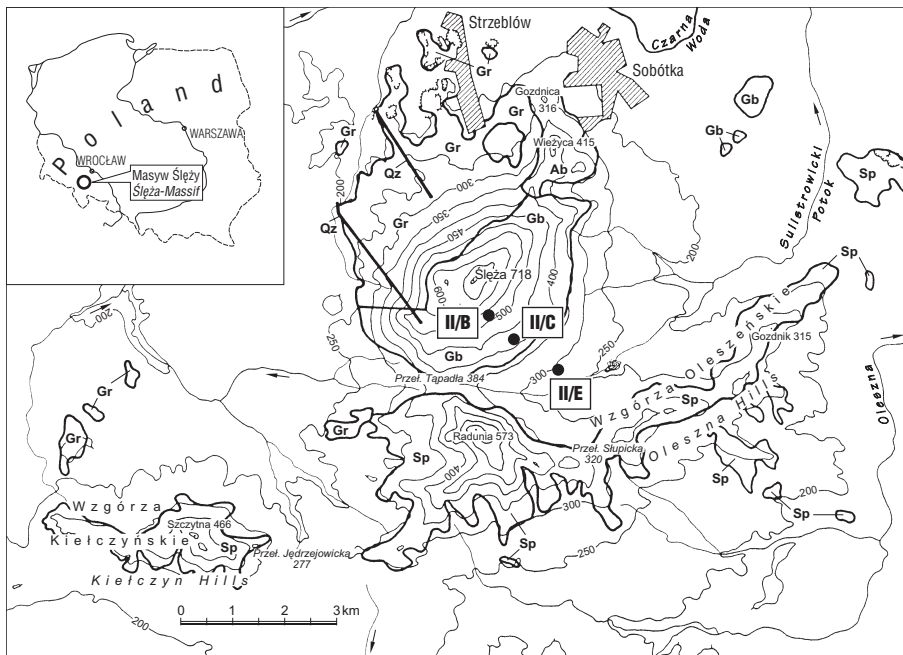 Poland
WARSZAWA
WROCŁAW
Masyw Ślęży
Ślęża-Massif
Strzeblów
Sobótka
Czarna
Woda
Gr
Gozdnica
316
Gr
Gb
Gb
Gr
Gr
Wieżyca 415
Ab
Sp
Sulistrowicki
Potok
200
Qz
300
Gr
350
450
Gb
200
Qz
Sp
Ślęża 718
600
400
500
II/B
II/C
200
250
Gb
250
Wzgórza Oleszeńskie
Gozdnik 315
Przeł. Tąpadła 384
300
II/E
Gr
Gr
Gr
Radunia 573
Sp
400
Sp
Oleszna Hills
Oleszna
Przeł. Słupicka
320
Sp
Wzgórza
Szczytna 466
Kiełczyńskie
Sp
Kiełczyn Hills
Przeł. Jędrzejowicka
277
300
Sp
250
200
Sp
200
0 1 2 3 km